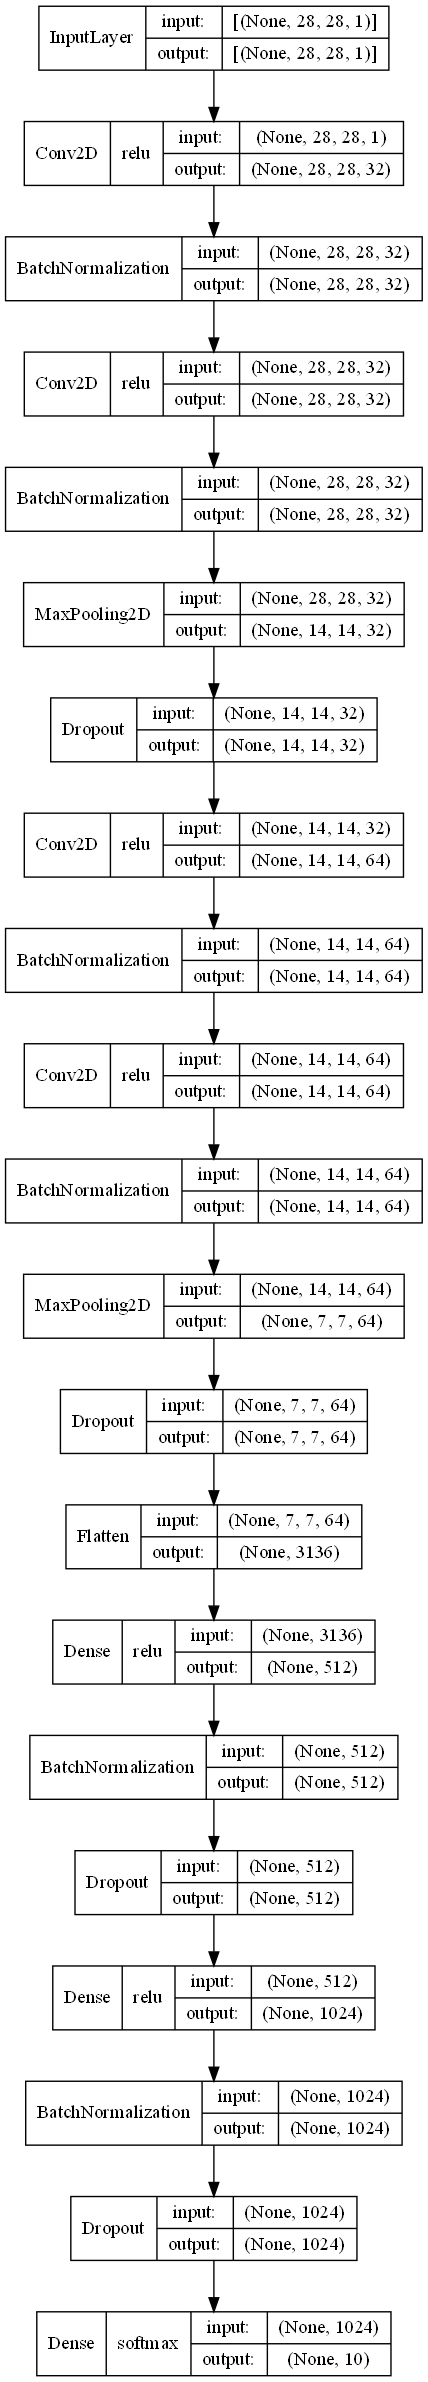 InputLayer input: [(None, 28, 28, 1)]
output: [(None, 28, 28, 1)]
Conv2D relu input: (None, 28, 28, 1)
output: (None, 28, 28, 32)
BatchNormalization input: (None, 28, 28, 32)
output: (None, 28, 28, 32)
Conv2D relu input: (None, 28, 28, 32)
output: (None, 28, 28, 32)
BatchNormalization input: (None, 28, 28, 32)
output: (None, 28, 28, 32)
MaxPooling2D input: (None, 28, 28, 32)
output: (None, 14, 14, 32)
Dropout input: (None, 14, 14, 32)
output: (None, 14, 14, 32)
Conv2D relu input: (None, 14, 14, 32)
output: (None, 14, 14, 64)
BatchNormalization input: (None, 14, 14, 64)
output: (None, 14, 14, 64)
Conv2D relu input: (None, 14, 14, 64)
output: (None, 14, 14, 64)
BatchNormalization input: (None, 14, 14, 64)
output: (None, 14, 14, 64)
MaxPooling2D input: (None, 14, 14, 64)
output: (None, 7, 7, 64)
Dropout input: (None, 7, 7, 64)
output: (None, 7, 7, 64)
Flatten input: (None, 7, 7, 64)
output: (None, 3136)
Dense relu input: (None, 3136)
output: (None, 512)
BatchNormalization input: (None, 512)
output: (None, 512)
Dropout input: (None, 512)
output: (None, 512)
Dense relu input: (None, 512)
output: (None, 1024)
BatchNormalization input: (None, 1024)
output: (None, 1024)
Dropout input: (None, 1024)
output: (None, 1024)
Dense softmax input: (None, 1024)
output: (None, 10)